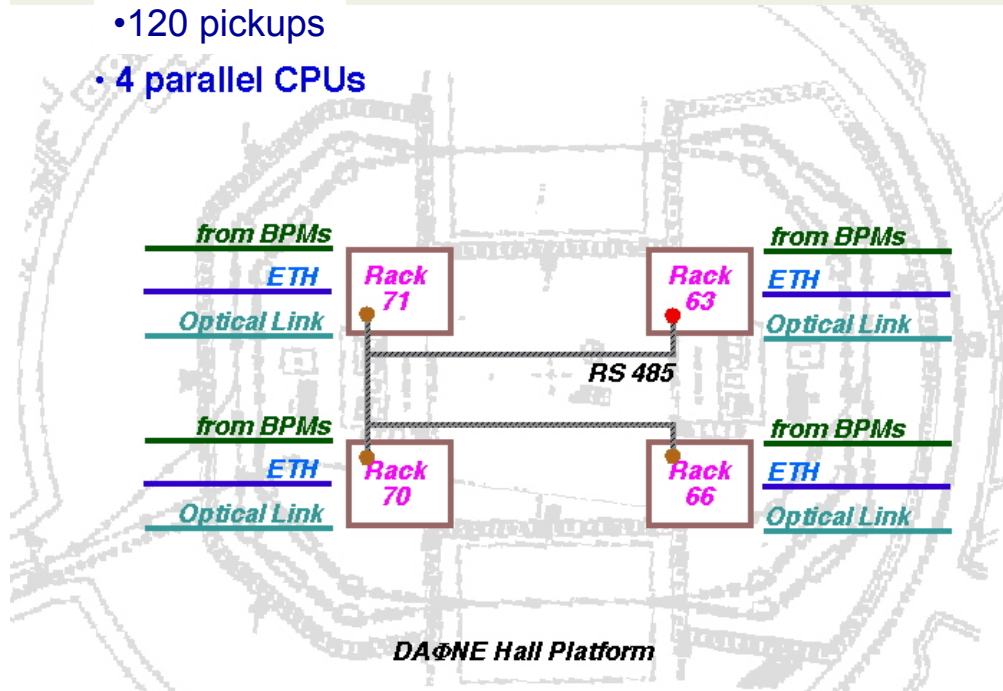 •120 pickups
• 4 parallel CPUs
from BPMs
ETH
Optical Link
Rack
71
Rack
63
from BPMs
ETH
Optical Link
RS 485
from BPMs
ETH
Optical Link
Rack
70
Rack
66
from BPMs
ETH
Optical Link
DAΦNE Hall Platform